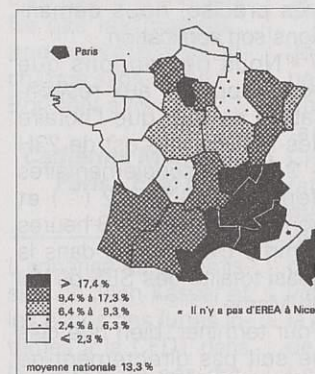 Paris
≥ 17,4 %
9,4 % à 17,3 %
6,4 % à 9,3 %
2,4 % à 6,3 %
≤ 2,3 %
* Il n'y a pas d'EREA à Nice
moyenne nationale 13,3 %